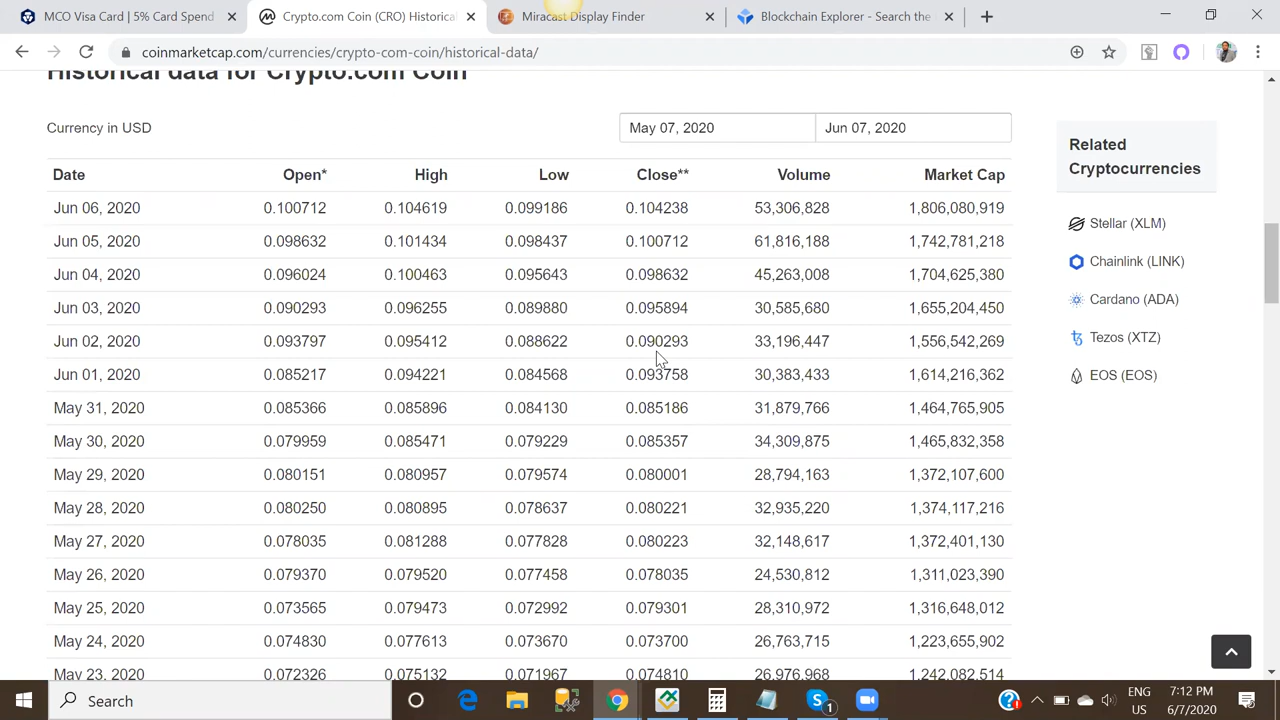 MCO Visa Card | 5% Card Spend
Crypto.com Coin (CRO) Historical
Miracast Display Finder
Blockchain Explorer - Search the
coinmarketcap.com/currencies/crypto-com-coin/historical-data/
Historical data for Crypto.com Coin
Currency in USD
May 07, 2020 Jun 07, 2020
Date Open* High Low Close** Volume Market Cap
Jun 06, 2020 0.100712 0.104619 0.099186 0.104238 53,306,828 1,806,080,919
Jun 05, 2020 0.098632 0.101434 0.098437 0.100712 61,816,188 1,742,781,218
Jun 04, 2020 0.096024 0.100463 0.095643 0.098632 45,263,008 1,704,625,380
Jun 03, 2020 0.090293 0.096255 0.089880 0.095894 30,585,680 1,655,204,450
Jun 02, 2020 0.093797 0.095412 0.088622 0.090293 33,196,447 1,556,542,269
Jun 01, 2020 0.085217 0.094221 0.084568 0.093758 30,383,433 1,614,216,362
May 31, 2020 0.085366 0.085896 0.084130 0.085186 31,879,766 1,464,765,905
May 30, 2020 0.079959 0.085471 0.079229 0.085357 34,309,875 1,465,832,358
May 29, 2020 0.080151 0.080957 0.079574 0.080001 28,794,163 1,372,107,600
May 28, 2020 0.080250 0.080895 0.078637 0.080221 32,935,220 1,374,117,216
May 27, 2020 0.078035 0.081288 0.077828 0.080223 32,148,617 1,372,401,130
May 26, 2020 0.079370 0.079520 0.077458 0.078035 24,530,812 1,311,023,390
May 25, 2020 0.073565 0.079473 0.072992 0.079301 28,310,972 1,316,648,012
May 24, 2020 0.074830 0.077613 0.073670 0.073700 26,763,715 1,223,655,902
May 23, 2020 0.072326 0.075132 0.071967 0.074810 26,976,968 1,242,082,514
Related
Cryptocurrencies
Stellar (XLM)
Chainlink (LINK)
Cardano (ADA)
Tezos (XTZ)
EOS (EOS)
Search
1
ENG
US
7:12 PM
6/7/2020